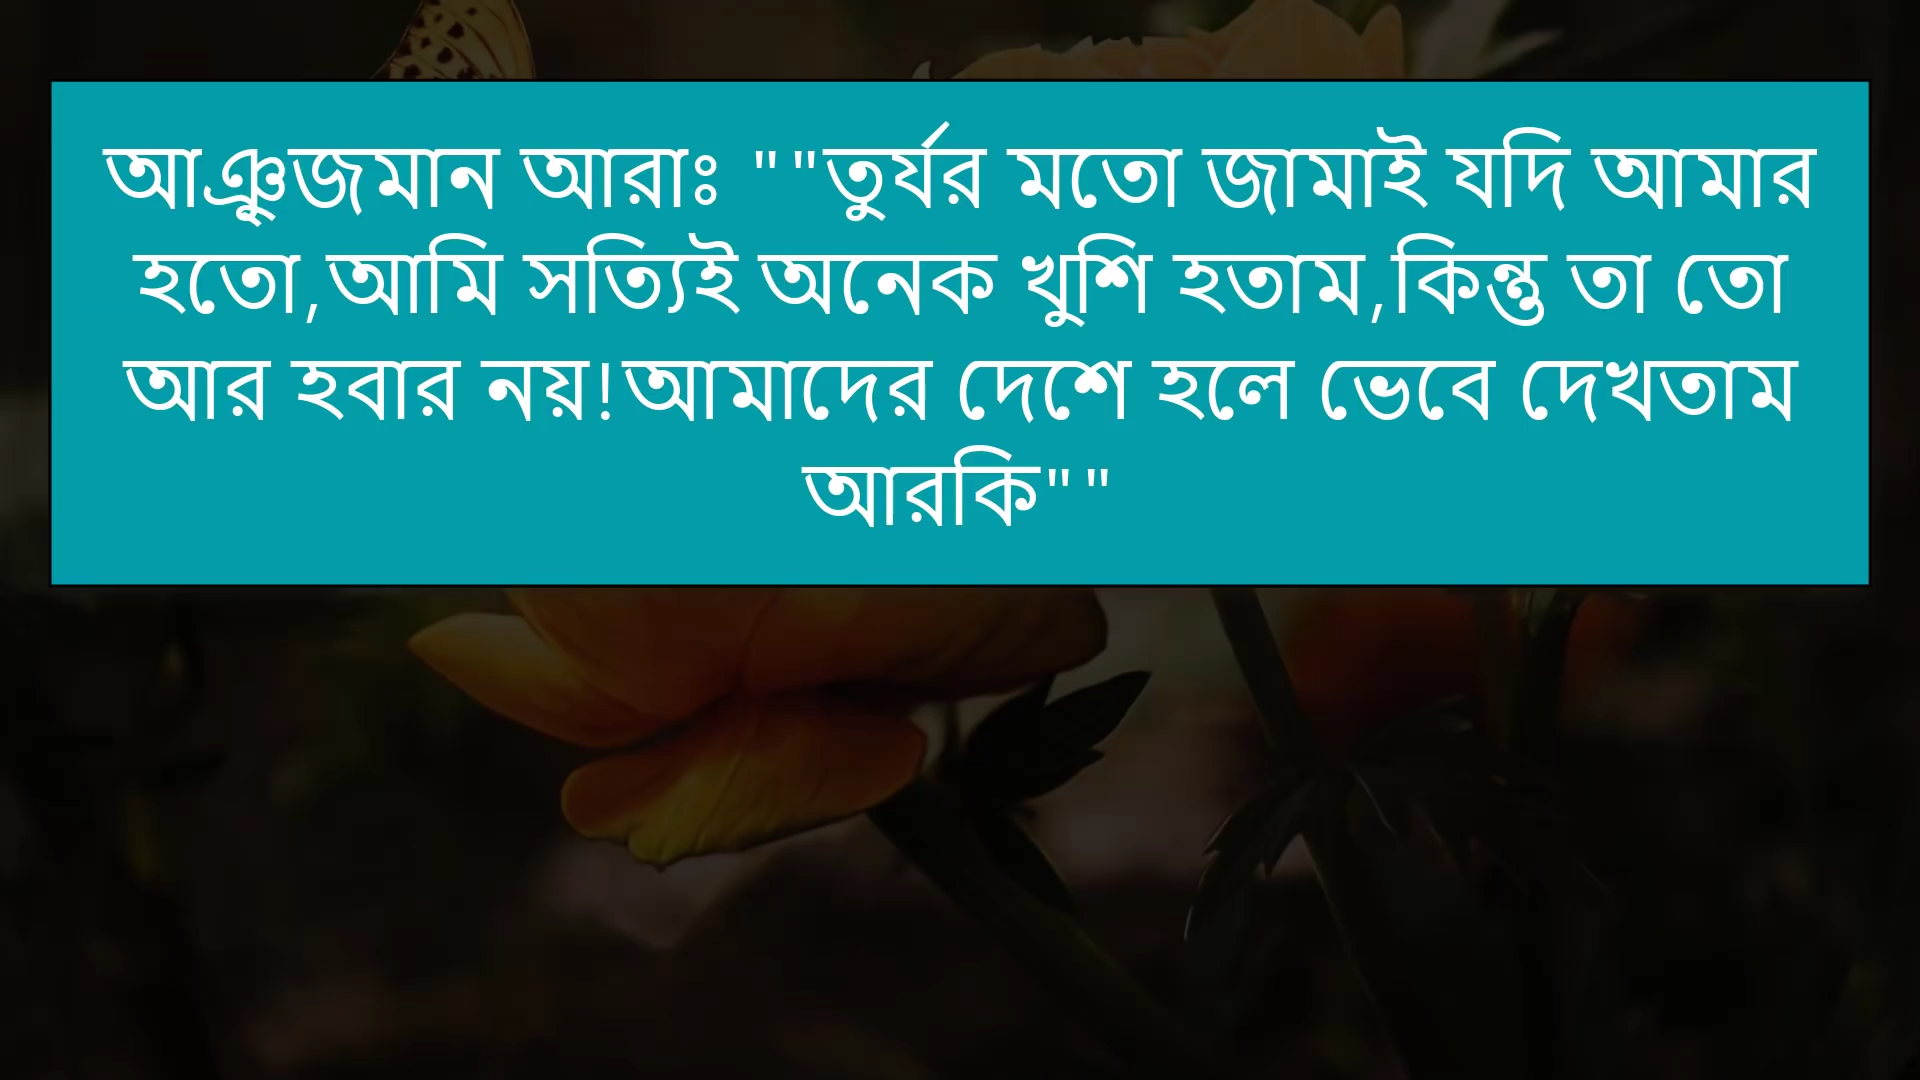 আঞ্চুজমান আরাঃ ""তুর্যর মতো জামাই যদি আমার
হতো,আমি সত্যিই অনেক খুশি হতাম,কিন্তু তা তো
আর হবার নয়!আমাদের দেশে হলে ভেবে দেখতাম
আরকি""